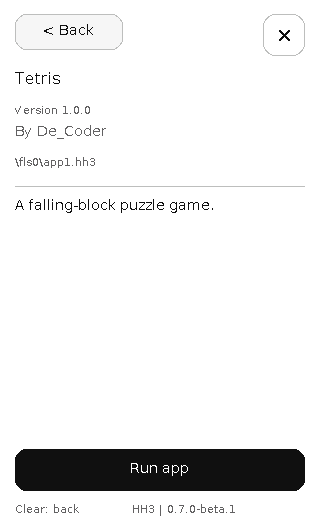 < Back
×
Tetris
Version 1.0.0
By De_Coder
\fls0\app1.hh3
A falling-block puzzle game.
Run app
Clear: back HH3 | 0.7.0-beta.1